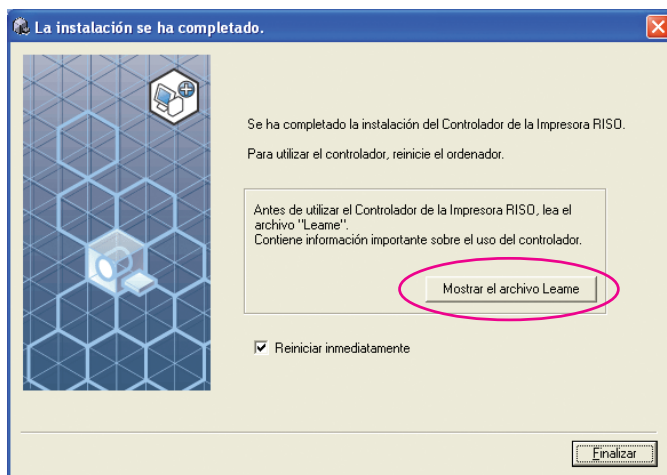 La instalación se ha completado.
Se ha completado la instalación del Controlador de la Impresora RISO.
Para utilizar el controlador, reinicie el ordenador.
Antes de utilizar el Controlador de la Impresora RISO, lea el
archivo "Leame".
Contiene información importante sobre el uso del controlador.
Mostrar el archivo Leame
Reiniciar inmediatamente
Finalizar